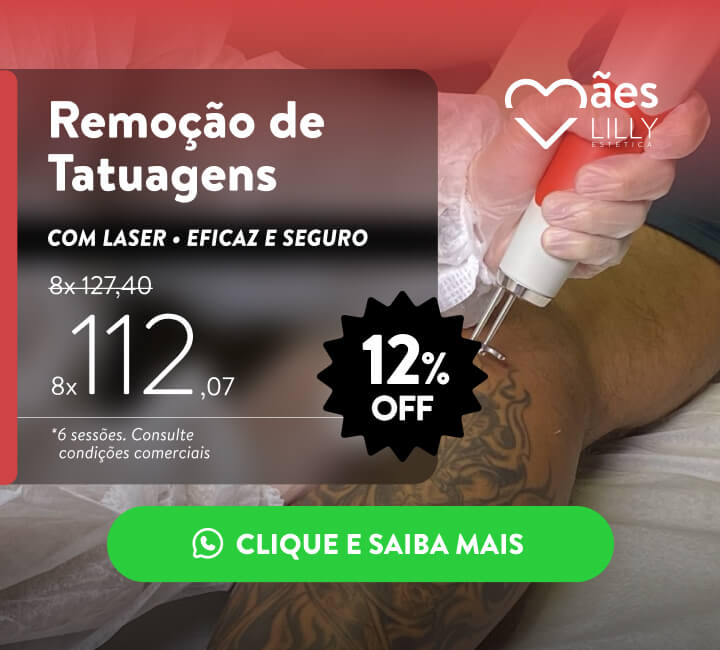 Remoção de
Tatuagens
COM LASER • EFICAZ E SEGURO
8x 127,40
8x 112,07
*6 sessões. Consulte
condições comerciais
12%
OFF
ães
LILLY
ESTÉTICA
CLIQUE E SAIBA MAIS